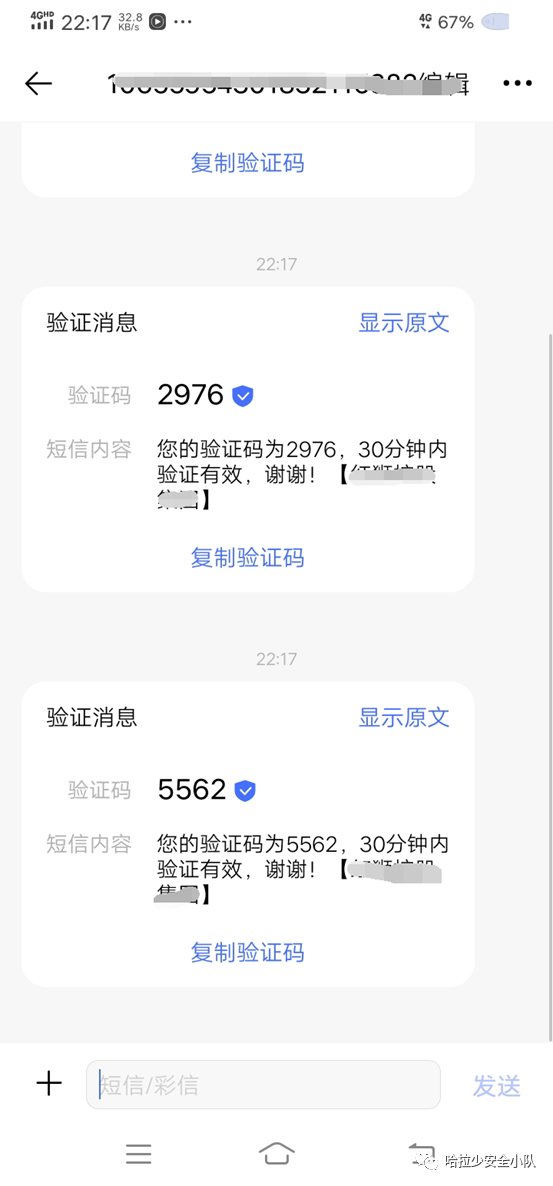 4GHD 22:17 32.8 KB/s ··· 4G 67%
编辑
复制验证码
22:17
验证消息 显示原文
验证码 2976
短信内容 您的验证码为2976，30分钟内
验证有效，谢谢！【
】
复制验证码
22:17
验证消息 显示原文
验证码 5562
短信内容 您的验证码为5562，30分钟内
验证有效，谢谢！【
】
复制验证码
短信/彩信 发送
哈拉少安全小队